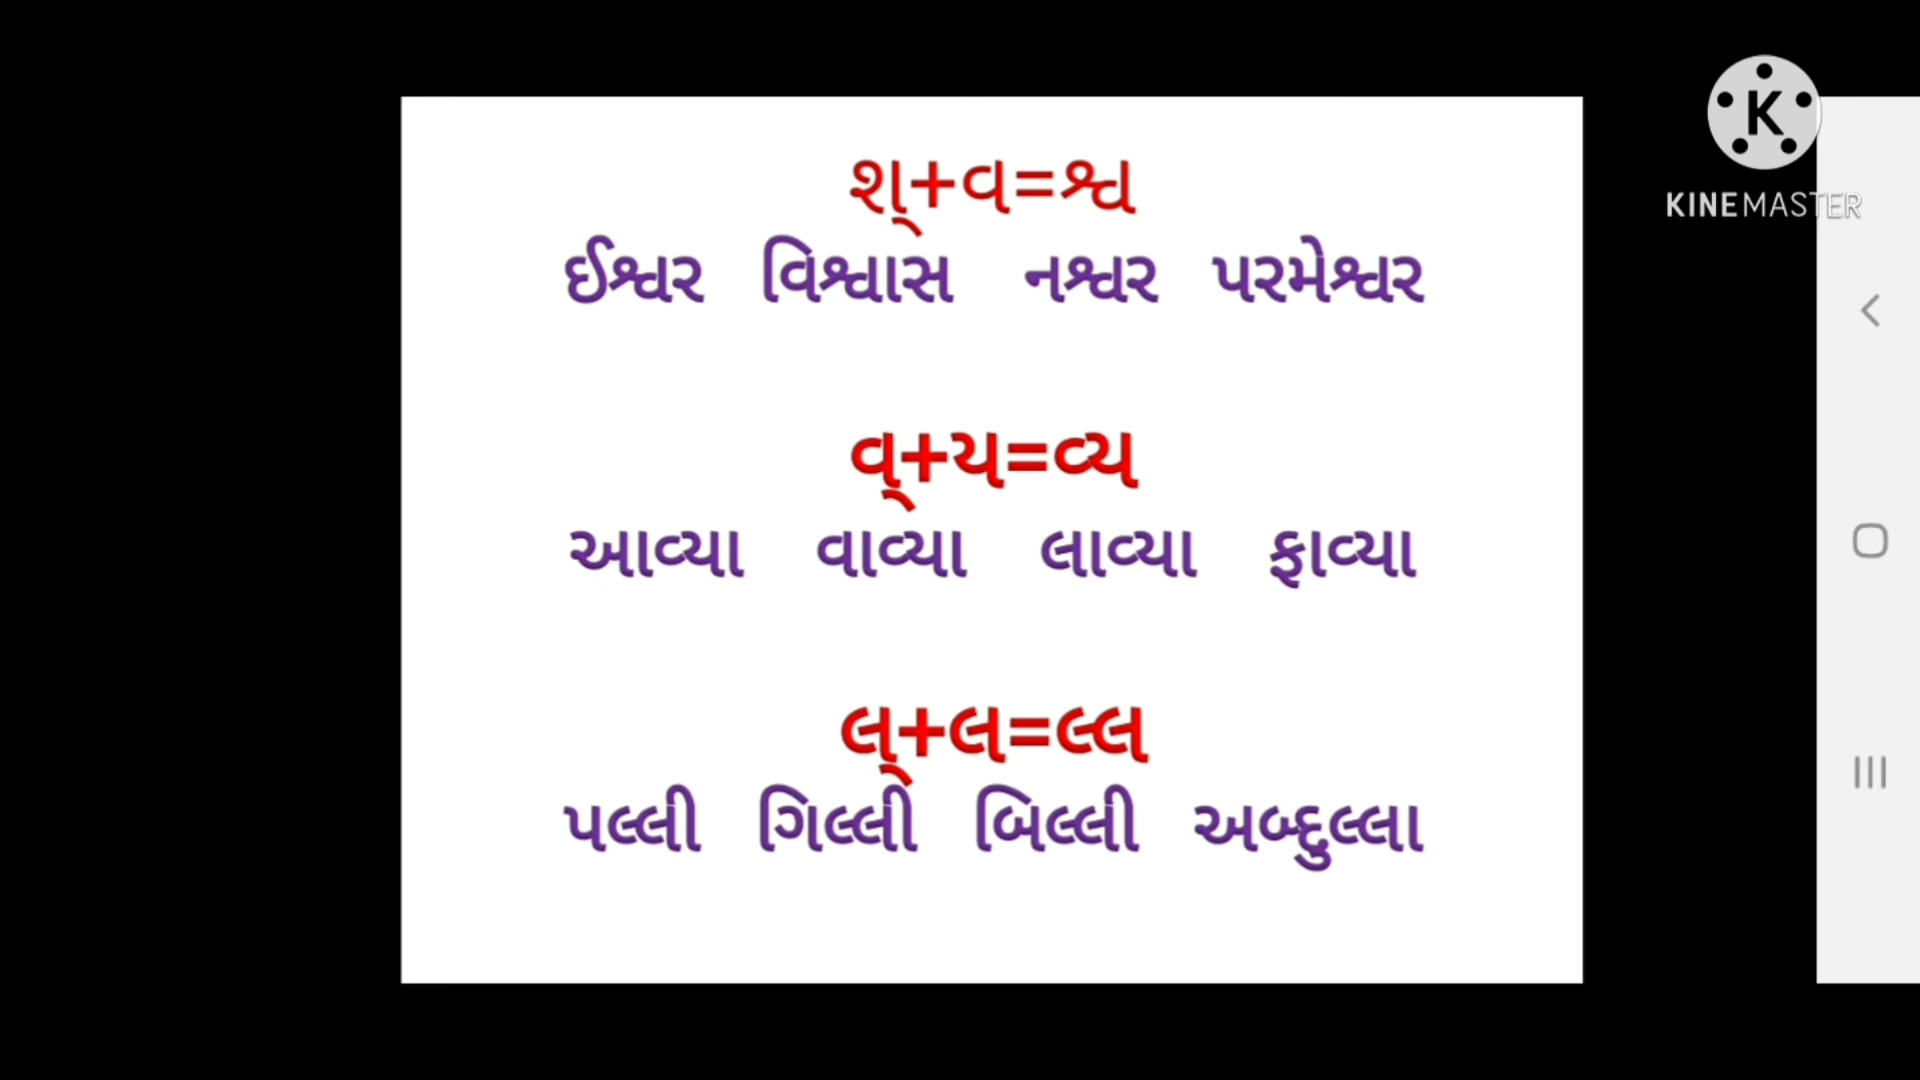 શ્+વ=શ્વ
ઈશ્વર વિશ્વાસ નશ્વર પરમેશ્વર
વ્+ય=વ્ય
આવ્યા વાવ્યા લાવ્યા ફાવ્યા
લ્+લ=લ્લ
પલ્લી ગિલ્લી બિલ્લી અબ્દુલ્લા
K
KINEMASTER